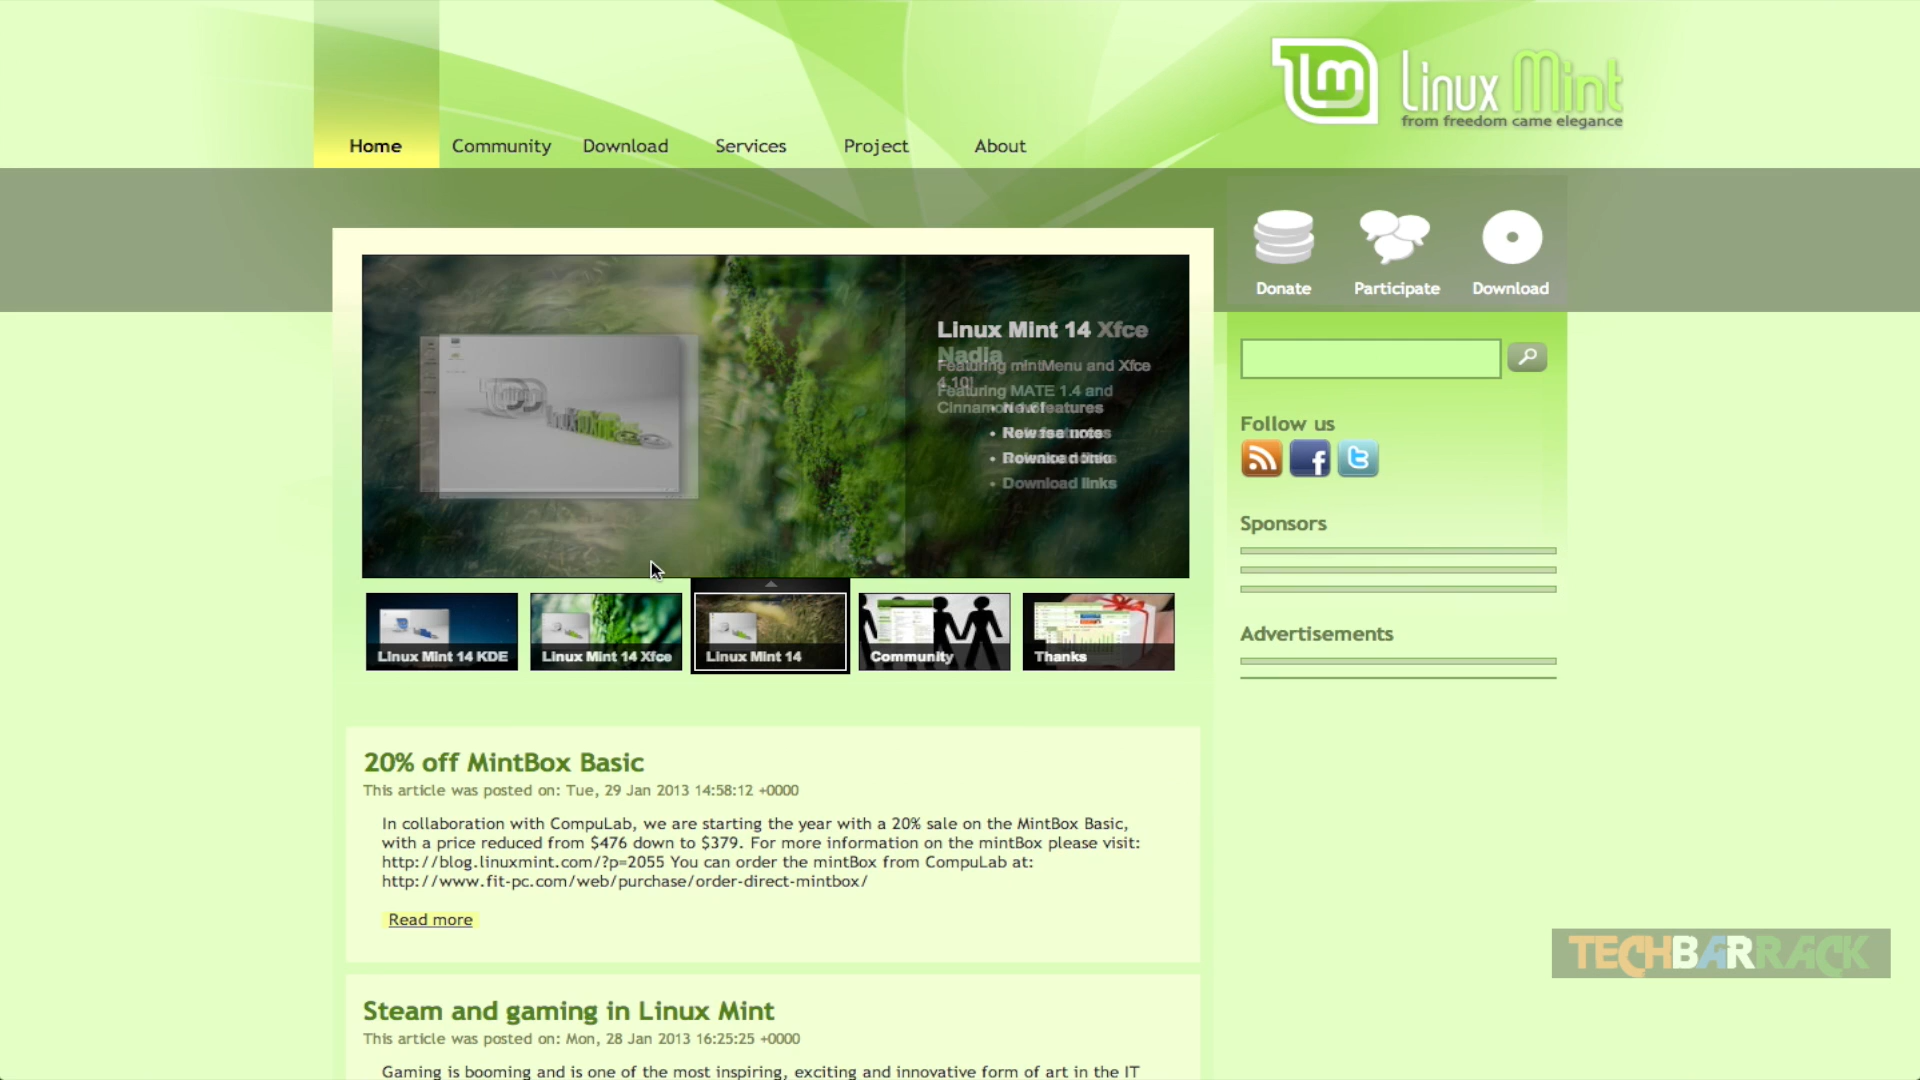 Linux Mint
from freedom came elegance
Home Community Download Services Project About
Donate Participate Download
Linux Mint 14 Xfce
Nadia
Featuring mintMenu and Xfce
4.10!
Featuring MATE 1.4 and
Download links
Follow us
Sponsors
Advertisements
Linux Mint 14 KDE
Linux Mint 14 Xfce
Linux Mint 14
Community
Thanks
20% off MintBox Basic
This article was posted on: Tue, 29 Jan 2013 14:58:12 +0000
In collaboration with CompuLab, we are starting the year with a 20% sale on the MintBox Basic,
with a price reduced from $476 down to $379. For more information on the mintBox please visit:
http://blog.linuxmint.com/?p=2055 You can order the mintBox from CompuLab at:
http://www.fit-pc.com/web/purchase/order-direct-mintbox/
Read more
Steam and gaming in Linux Mint
This article was posted on: Mon, 28 Jan 2013 16:25:25 +0000
Gaming is booming and is one of the most inspiring, exciting and innovative form of art in the IT
TECHBARRACK